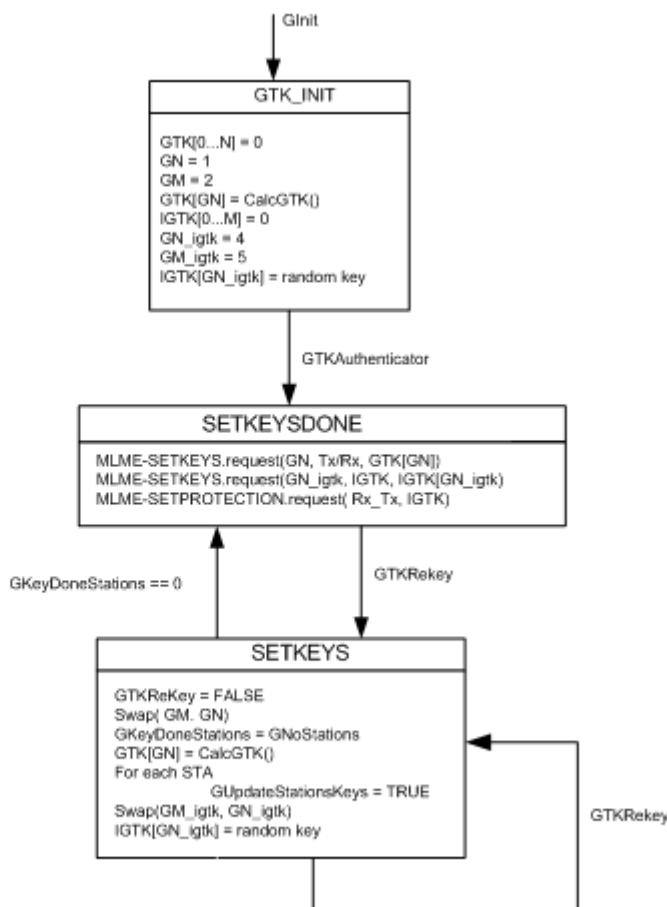 GInit
GTK_INIT
GTK[0...N] = 0
GN = 1
GM = 2
GTK[GN] = CalcGTK()
IGTK[0...M] = 0
GN_igtk = 4
GM_igtk = 5
IGTK[GN_igtk] = random key
GTKAuthenticator
SETKEYSDONE
MLME-SETKEYS.request(GN, Tx/Rx, GTK[GN])
MLME-SETKEYS.request(GN_igtk, IGTK, IGTK[GN_igtk)
MLME-SETPROTECTION.request( Rx_Tx, IGTK)
GKeyDoneStations == 0
GTKRekey
SETKEYS
GTKReKey = FALSE
Swap( GM. GN)
GKeyDoneStations = GNoStations
GTK[GN] = CalcGTK()
For each STA
GUpdateStationsKeys = TRUE
Swap(GM_igtk, GN_igtk)
IGTK[GN_igtk] = random key
GTKRekey